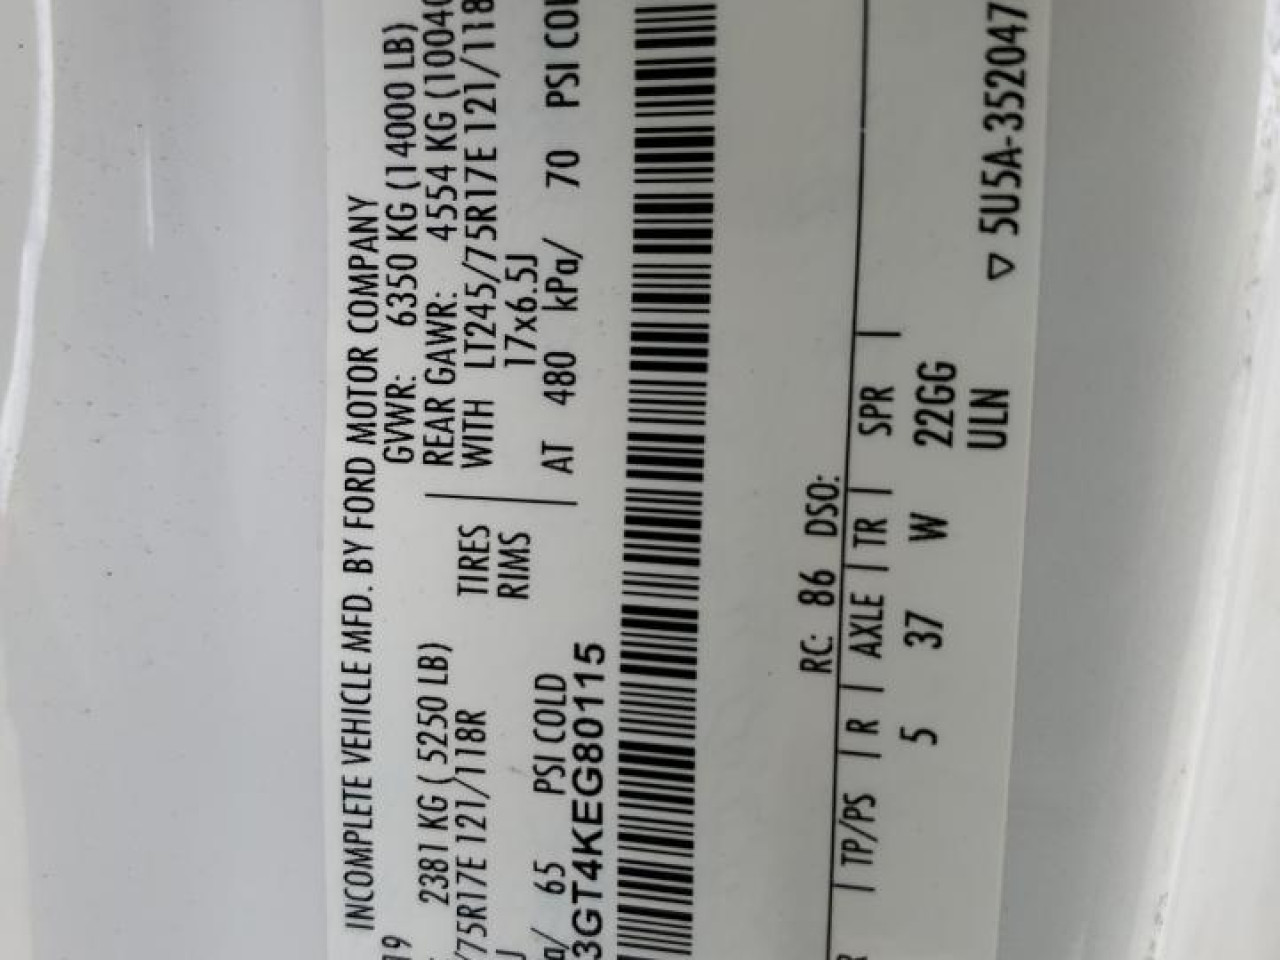 INCOMPLETE VEHICLE MFD. BY FORD MOTOR COMPANY
19 GVWR: 6350 KG (14000 LB)
2381 KG ( 5250 LB) REAR GAWR: 4554 KG (10040
/75R17E 121/118R TIRES WITH LT245/75R17E 121/118
J RIMS 17x6.5J
a/ 65 PSI COLD AT 480 kPa/ 70 PSI COL
3GT4KEG80115
RC: 86 DSO:
R | TP/PS | R | AXLE | TR | SPR |
5 37 W 22GG
ULN
▽ 5U5A-352047